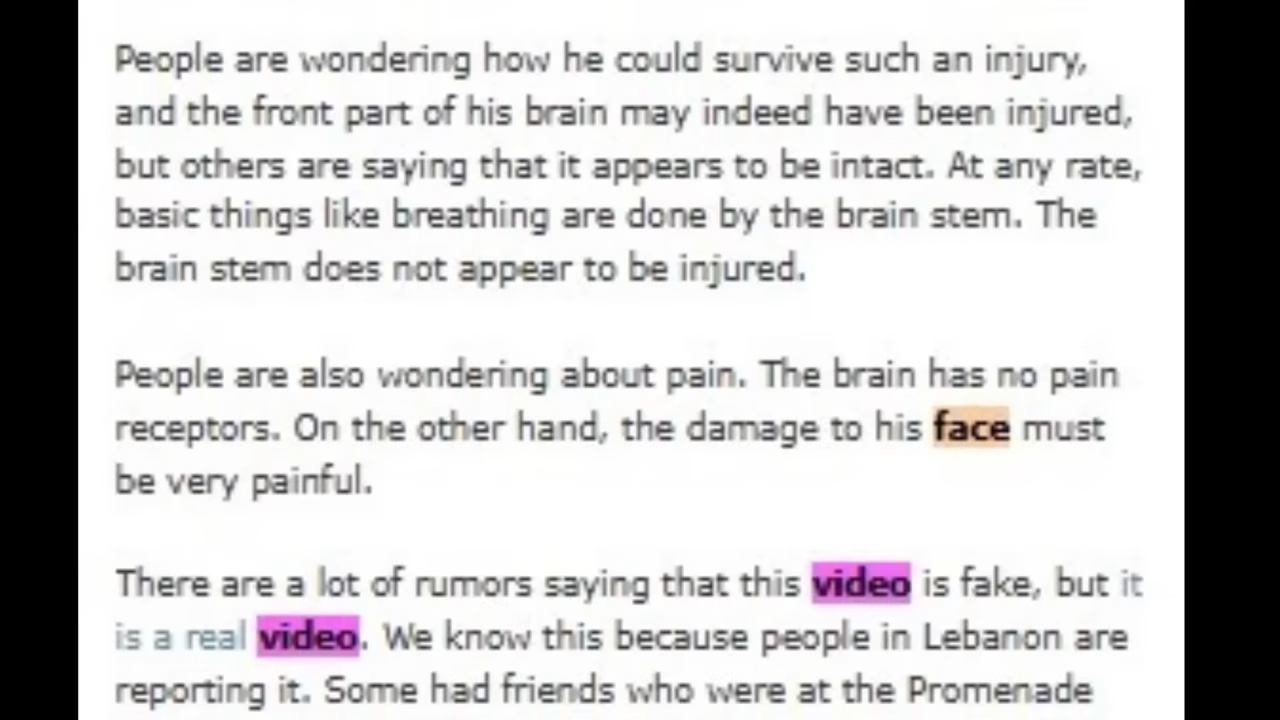 People are wondering how he could survive such an injury,
and the front part of his brain may indeed have been injured,
but others are saying that it appears to be intact. At any rate,
basic things like breathing are done by the brain stem. The
brain stem does not appear to be injured.
People are also wondering about pain. The brain has no pain
receptors. On the other hand, the damage to his face must
be very painful.
There are a lot of rumors saying that this video is fake, but it
is a real video. We know this because people in Lebanon are
reporting it. Some had friends who were at the Promenade